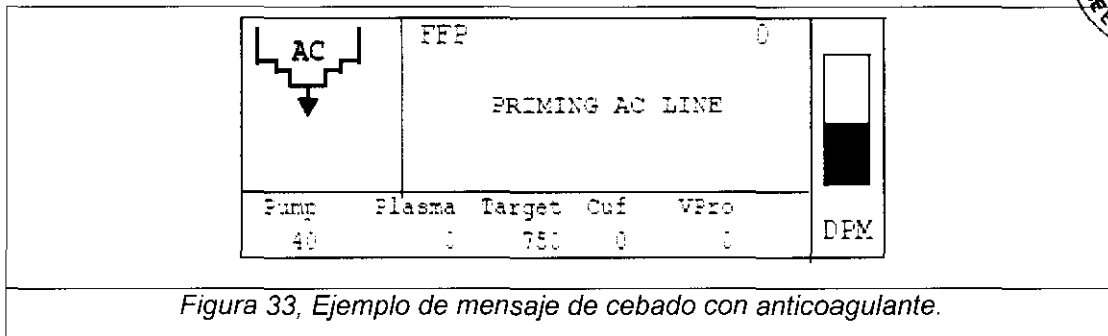 AC
FFP 0
PRIMING AC LINE
Pump Plasma Target Cuf VPro
40 0 750 0 0
DPM
Figura 33, Ejemplo de mensaje de cebado con anticoagulante.